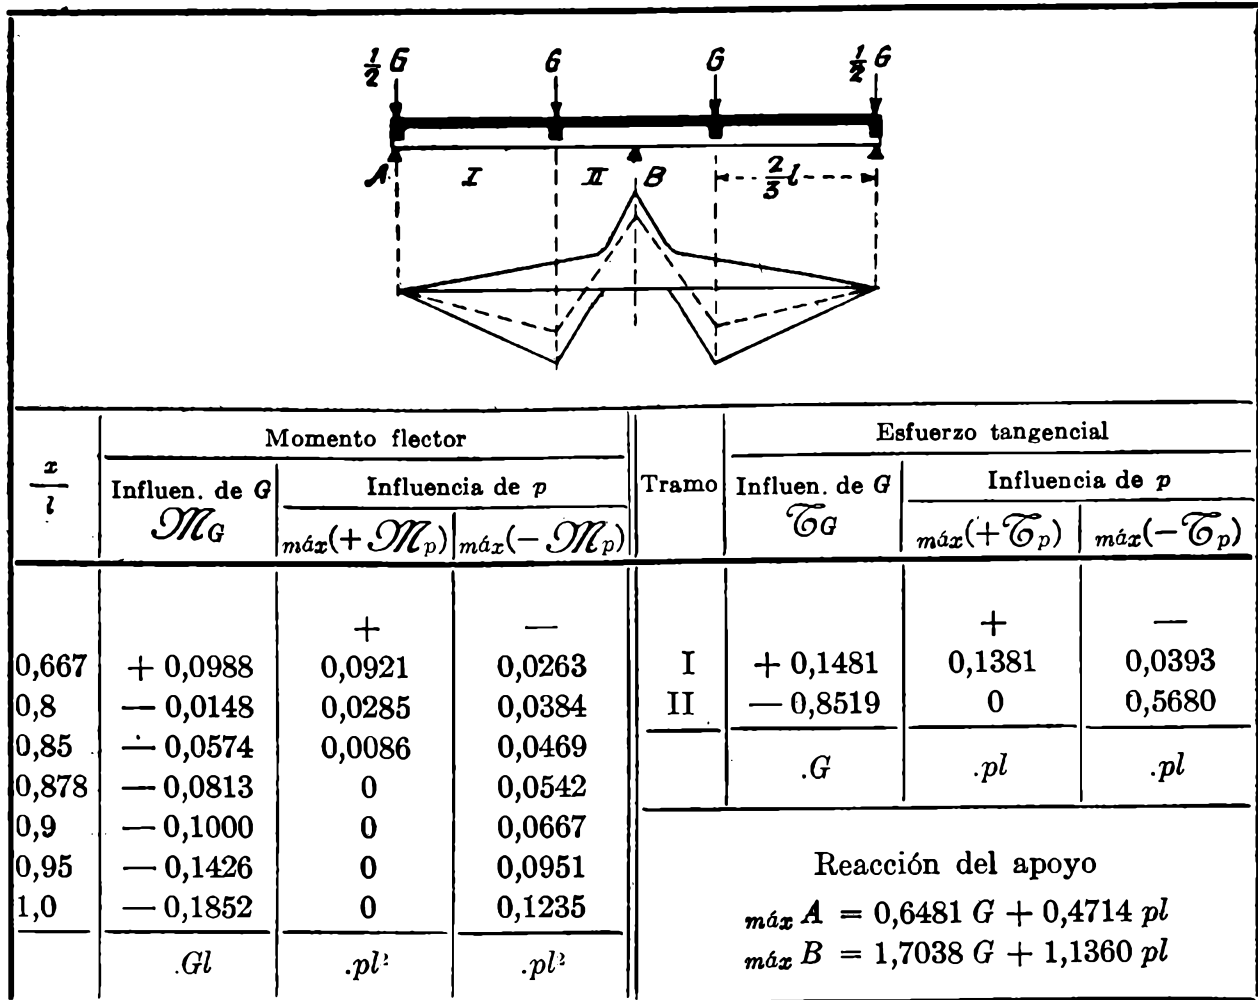 1/2 G G G 1/2 G
A I II B 2/3 l
x/l
Momento flector
Influen. de G
𝓜G
Influencia de p
máx(+ 𝓜p) máx(− 𝓜p)
Tramo
Esfuerzo tangencial
Influen. de G
𝒯G
Influencia de p
máx(+ 𝒯p) máx(− 𝒯p)
+ —
0,667 + 0,0988 0,0921 0,0263
0,8 — 0,0148 0,0285 0,0384
0,85 — 0,0574 0,0086 0,0469
0,878 — 0,0813 0 0,0542
0,9 — 0,1000 0 0,0667
0,95 — 0,1426 0 0,0951
1,0 — 0,1852 0 0,1235
.Gl .pl² .pl²
+ —
I + 0,1481 0,1381 0,0393
II — 0,8519 0 0,5680
.G .pl .pl
Reacción del apoyo
máx A = 0,6481 G + 0,4714 pl
máx B = 1,7038 G + 1,1360 pl